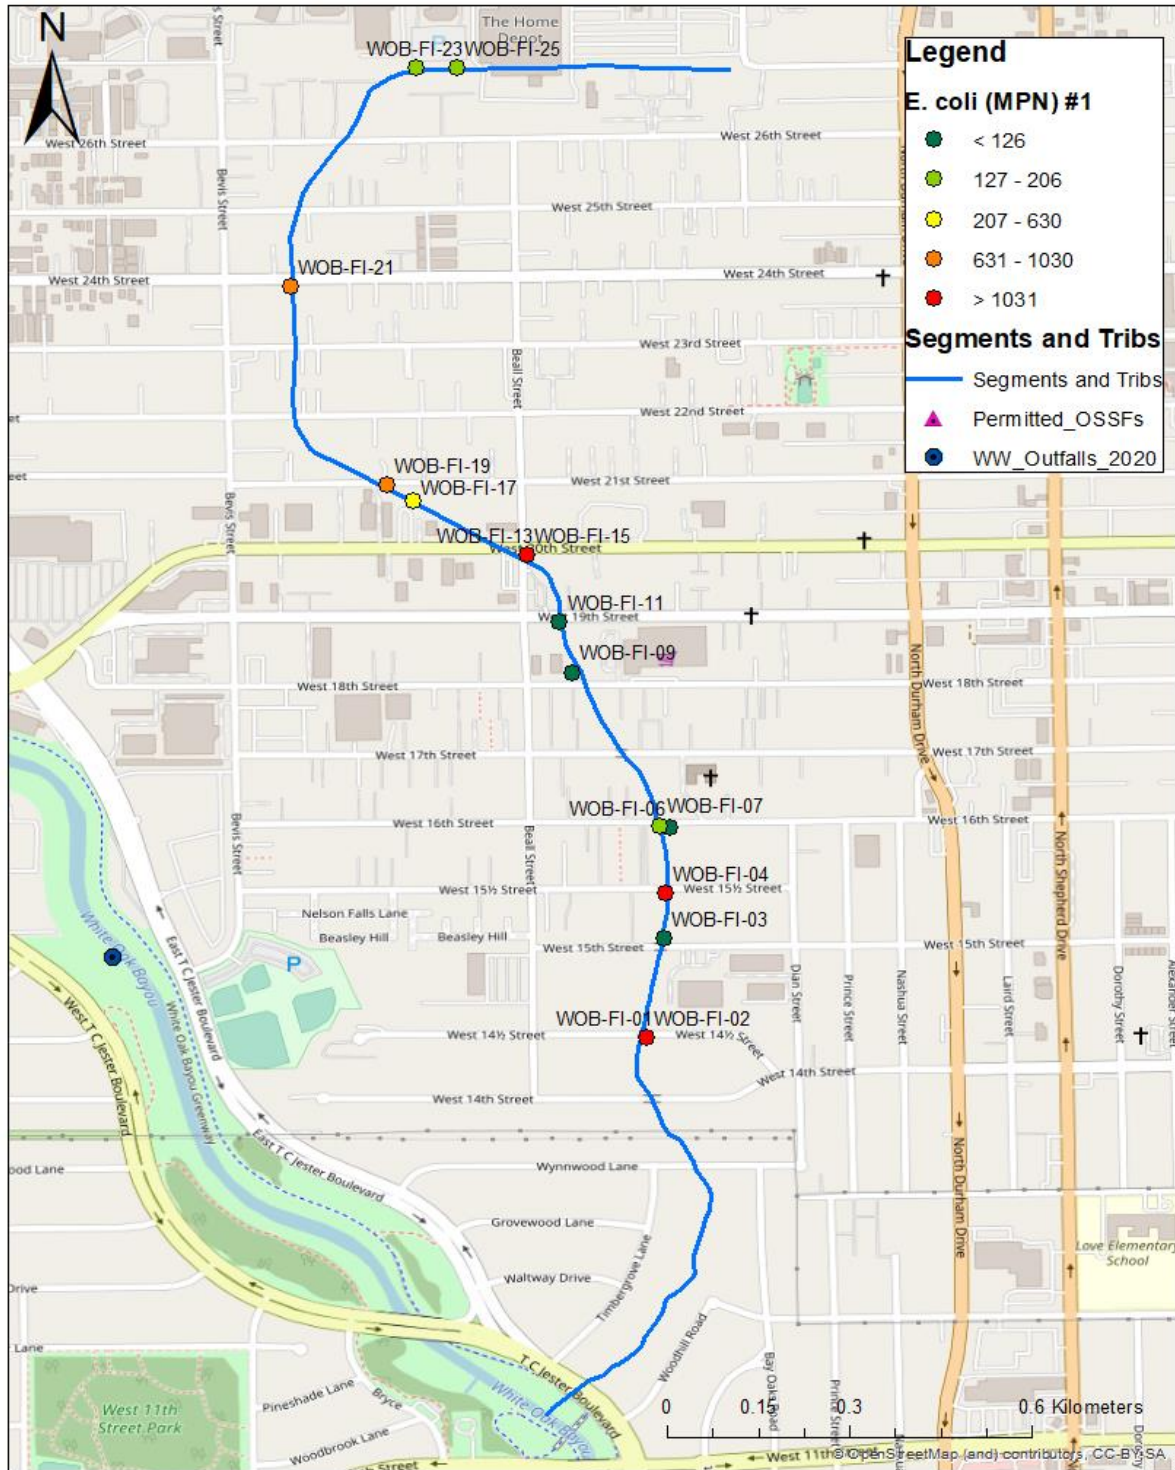 N
The Home
Depot
P
WOB-FI-23
WOB-FI-25
Legend
E. coli (MPN) #1
< 126
127 - 206
207 - 630
631 - 1030
> 1031
Segments and Tribs
Segments and Tribs
Permitted_OSSFs
WW_Outfalls_2020
West 26th Street
West 26th Street
Bevis Street
West 25th Street
WOB-FI-21
West 24th Street
West 24th Street
West 23rd Street
Beall Street
West 22nd Street
WOB-FI-19
West 21st Street
WOB-FI-17
Bevis Street
WOB-FI-13
WOB-FI-15
WOB-FI-11
WOB-FI-09
West 18th Street
West 18th Street
North Durham Drive
West 17th Street
West 17th Street
WOB-FI-06
WOB-FI-07
West 16th Street
West 16th Street
Bevis Street
Beall Street
North Shepherd Drive
WOB-FI-04
West 15½ Street
West 15½ Street
Nelson Falls Lane
WOB-FI-03
Beasley Hill
Beasley Hill
West 15th Street
West 15th Street
White Oak Bayou
East T C Jester Boulevard
P
Dian Street
Prince Street
Nashua Street
Laird Street
Dorothy Street
West T C Jester Boulevard
White Oak Bayou Greenway
WOB-FI-01
WOB-FI-02
West 14½ Street
West 14½ Street
West 14th Street
West 14th Street
East T C Jester Boulevard
North Durham Drive
ood Lane
Wynnwood Lane
Grovewood Lane
Timbergrove Lane
Love Elementary
School
Waltway Drive
Drive
Woodhill Road
Lane
T C Jester Boulevard
Pineshade Lane
Bryce
White Oak Bayou
Bay Oaks Road
West 11th
Street Park
Woodbrook Lane
0
0.15
0.3
0.6 Kilometers
West 11th
© OpenStreetMap (and) contributors, CC-BY-SA